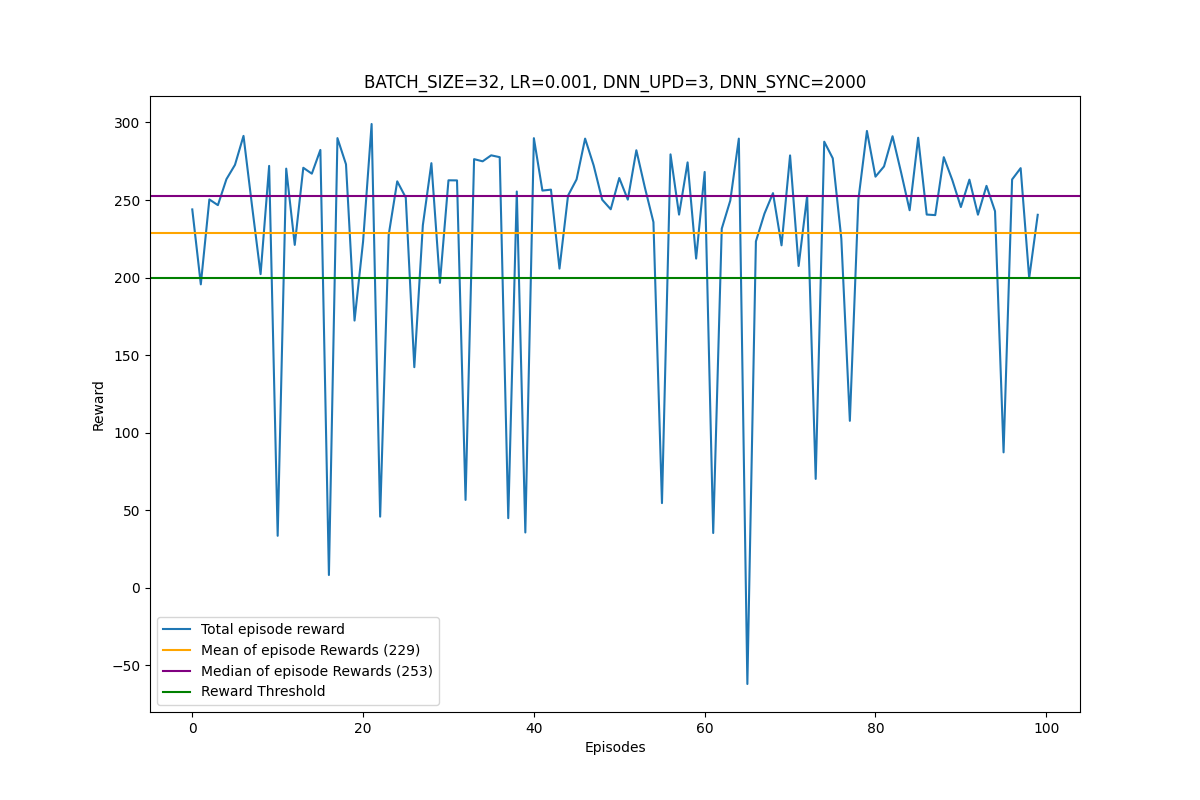 BATCH_SIZE=32, LR=0.001, DNN_UPD=3, DNN_SYNC=2000
300
250
200
150
100
50
0
−50
Reward
Total episode reward
Mean of episode Rewards (229)
Median of episode Rewards (253)
Reward Threshold
0 20 40 60 80 100
Episodes